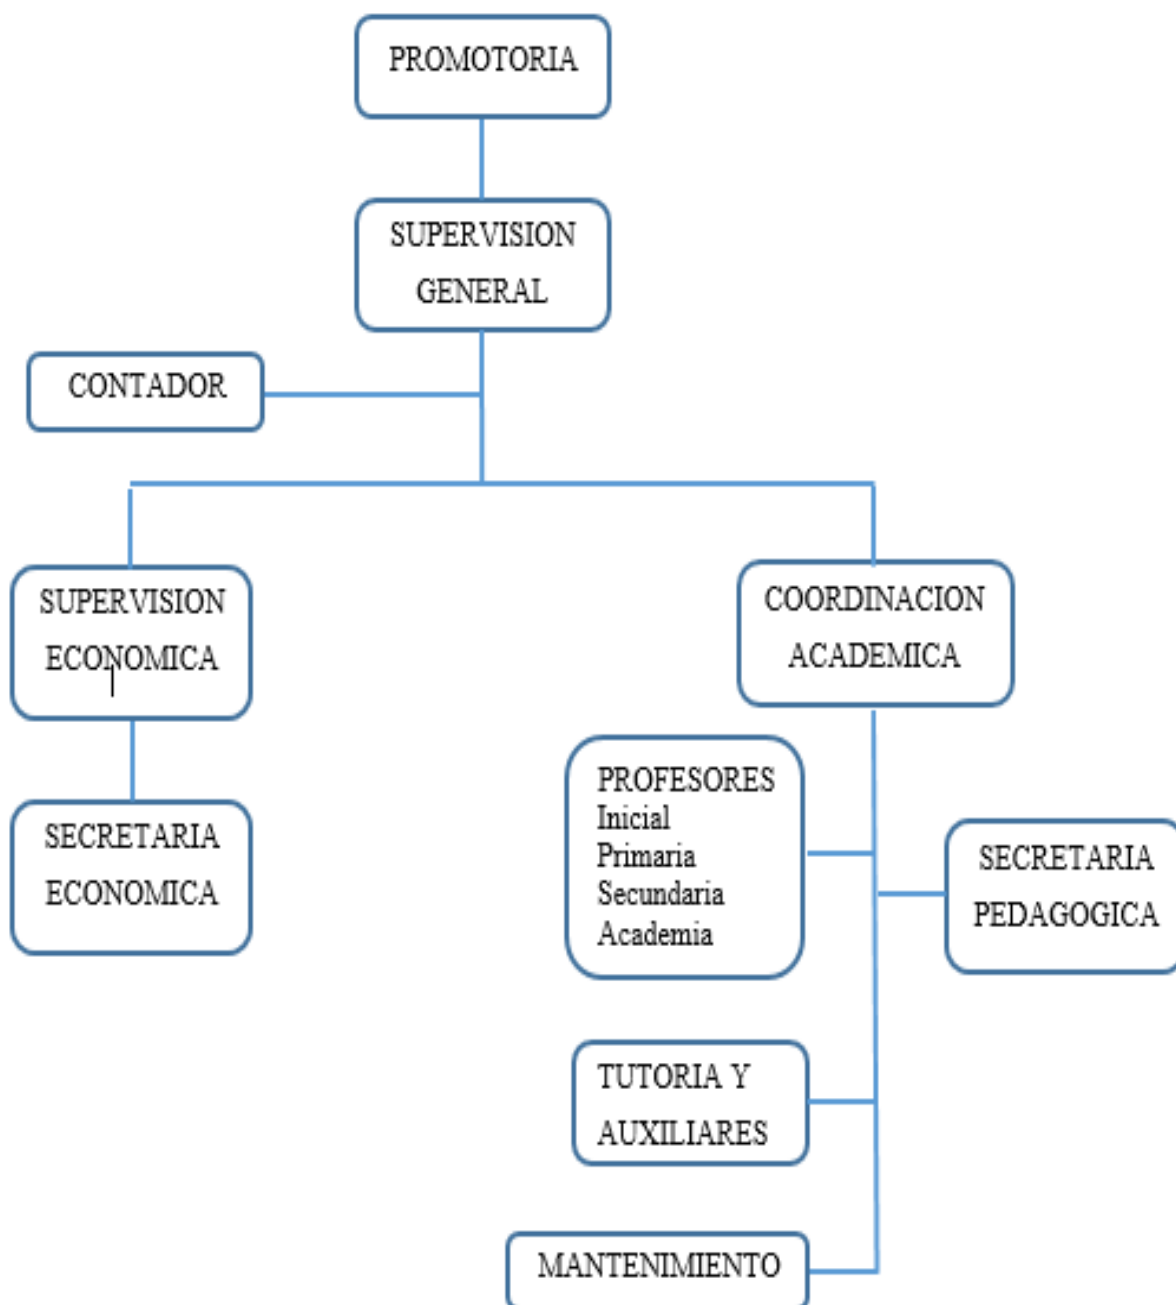 PROMOTORIA
SUPERVISION
GENERAL
CONTADOR
SUPERVISION
ECONOMICA
COORDINACION
ACADEMICA
SECRETARIA
ECONOMICA
PROFESORES
Inicial
Primaria
Secundaria
Academia
SECRETARIA
PEDAGOGICA
TUTORIA Y
AUXILIARES
MANTENIMIENTO